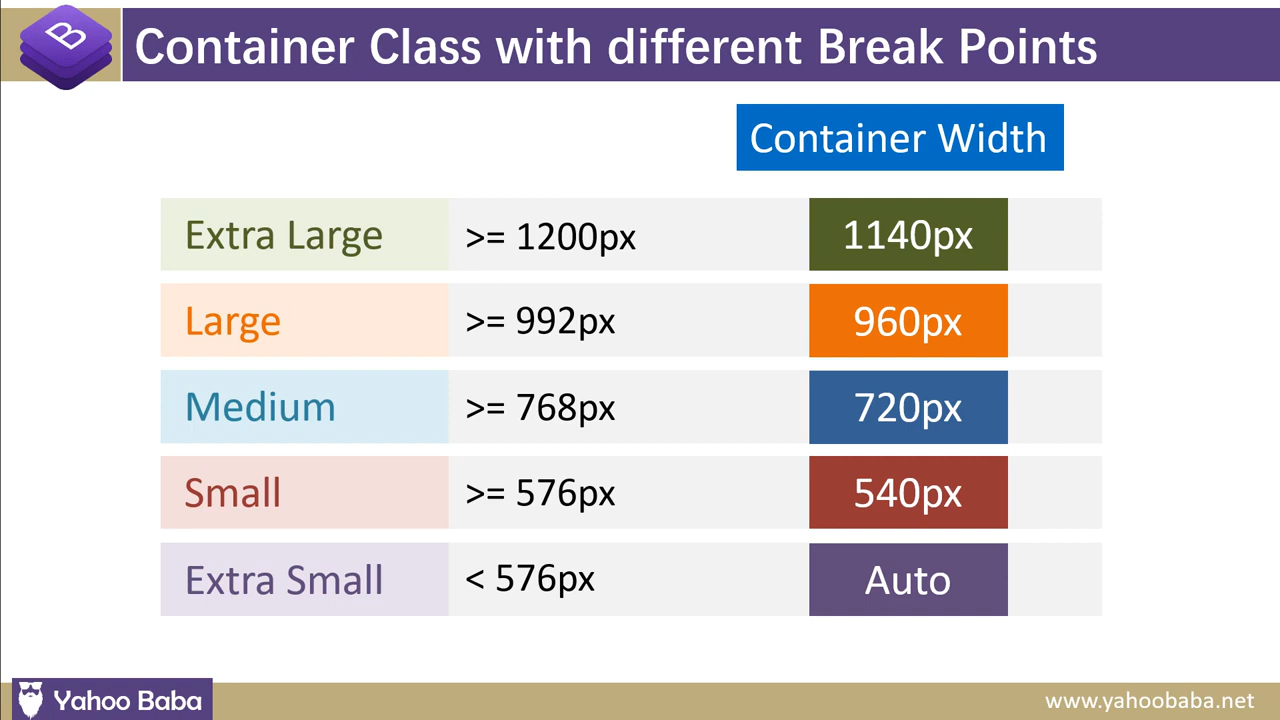 B
Container Class with different Break Points
Container Width
Extra Large >= 1200px 1140px
Large >= 992px 960px
Medium >= 768px 720px
Small >= 576px 540px
Extra Small < 576px Auto
Yahoo Baba
www.yahoobaba.net